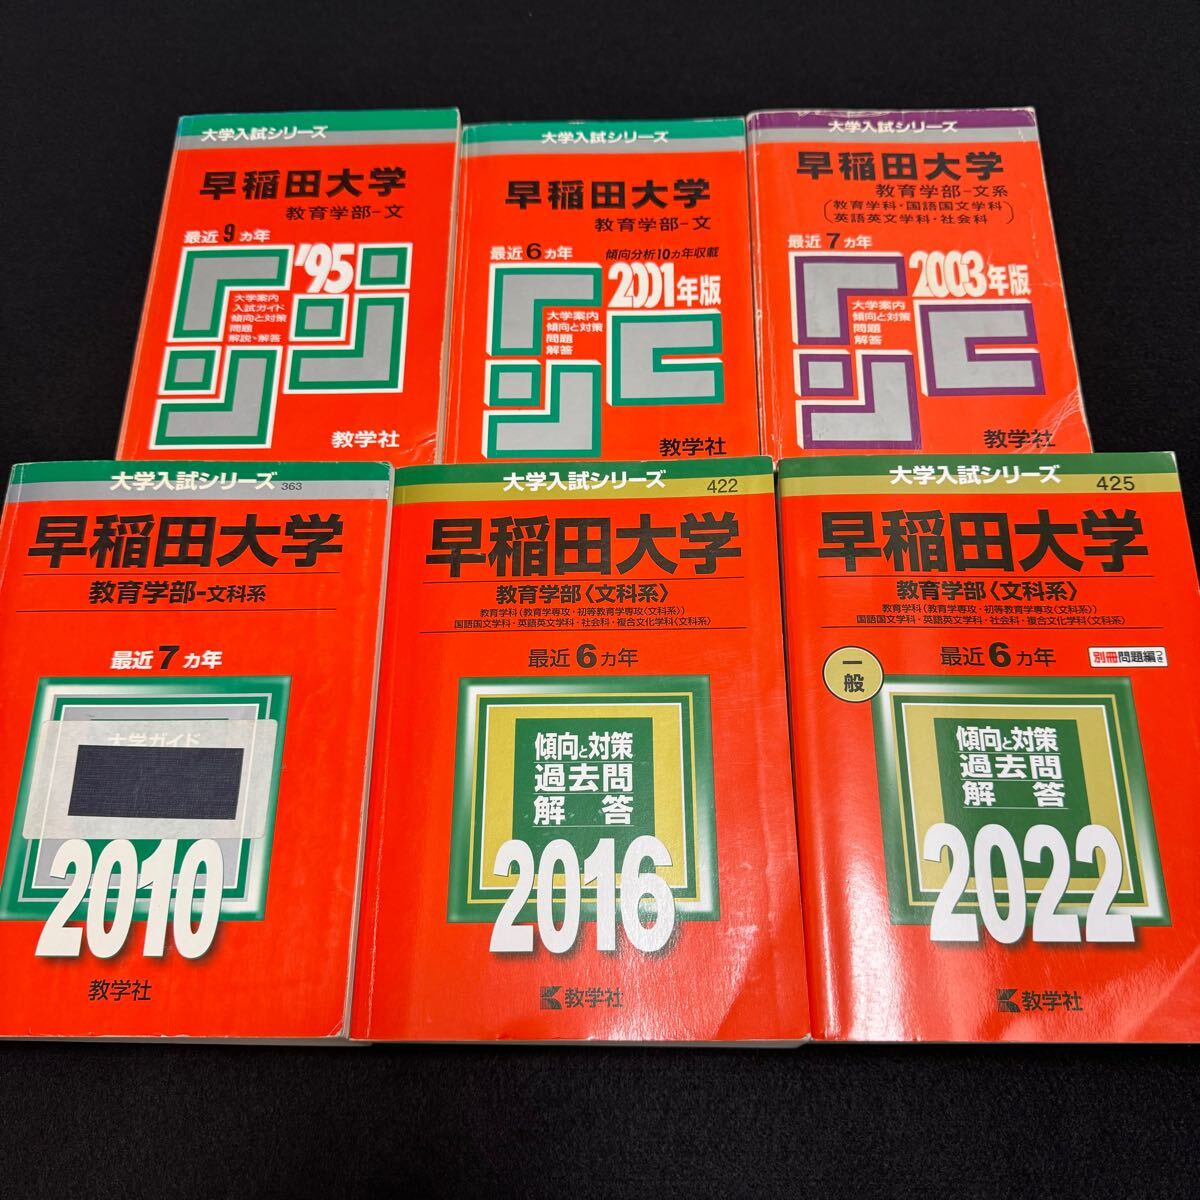 大学入試シリーズ
早稲田大学
教育学部-文
最近9ヵ年
'95
大学案内
入試ガイド
傾向と対策
問題
解説・解答
教学社
大学入試シリーズ
早稲田大学
教育学部-文
最近6ヵ年
傾向分析10ヵ年収載
2001年版
大学案内
傾向と対策
問題
解答
教学社
大学入試シリーズ
早稲田大学
教育学部-文系
(教育学科・国語国文学科
英語英文学科・社会科)
最近7ヵ年
2003年版
大学案内
傾向と対策
問題
解答
教学社
大学入試シリーズ
363
早稲田大学
教育学部-文科系
最近7ヵ年
大学ガイド
2010
教学社
大学入試シリーズ
422
早稲田大学
教育学部〈文科系〉
教育学科(教育学専攻・初等教育学専攻〈文科系〉)
国語国文学科・英語英文学科・社会科・複合文化学科〈文科系〉
最近6ヵ年
傾向と対策
過去問
解答
2016
教学社
大学入試シリーズ
425
早稲田大学
教育学部〈文科系〉
教育学科(教育学専攻・初等教育学専攻〈文科系〉)
国語国文学科・英語英文学科・社会科・複合文化学科〈文科系〉
一般
最近6ヵ年
別冊問題編つき
傾向と対策
過去問
解答
2022
教学社